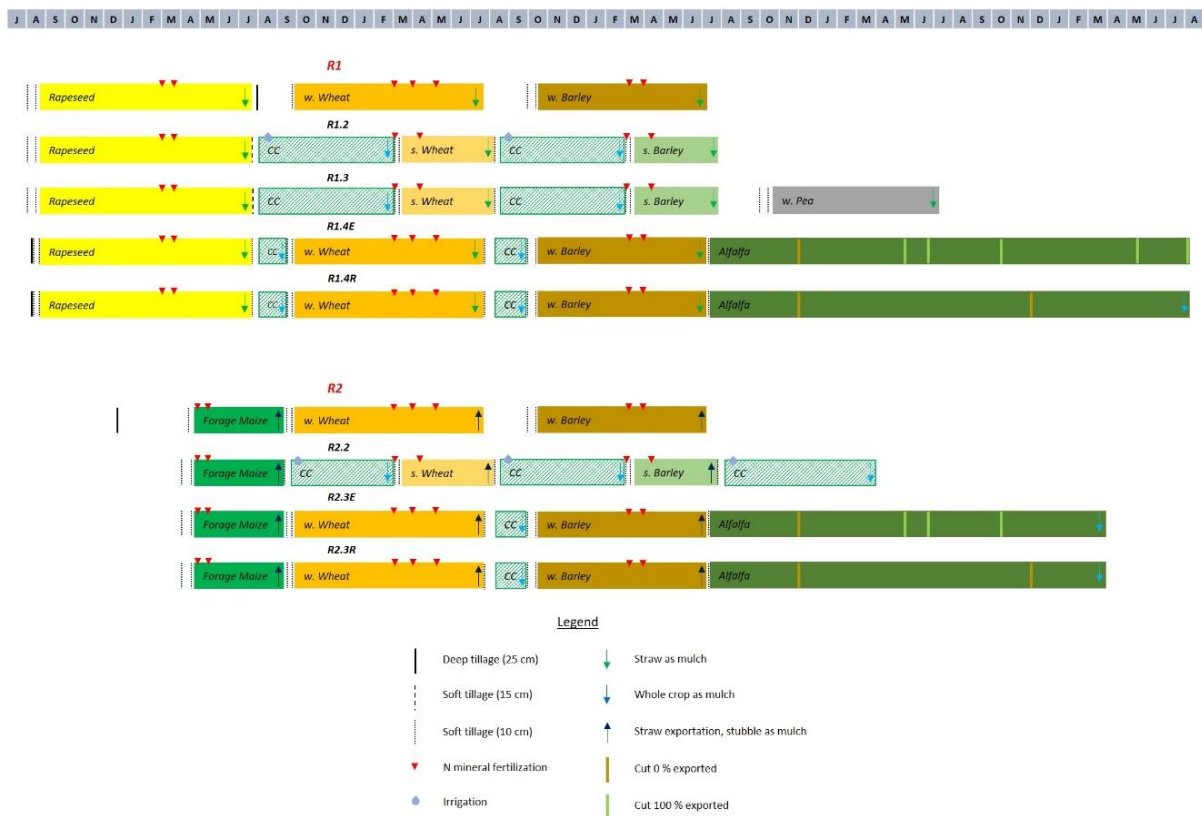 J A S O N D J F M A M J J A S O N D J F M A M J J A S O N D J F M A M J J A S O N D J F M A M J J A S O N D J F M A M J J A
R1
Rapeseed w. Wheat w. Barley
R1.2
Rapeseed CC s. Wheat CC s. Barley
R1.3
Rapeseed CC s. Wheat CC s. Barley w. Pea
R1.4E
Rapeseed CC w. Wheat CC w. Barley Alfalfa
R1.4R
Rapeseed CC w. Wheat CC w. Barley Alfalfa
R2
Forage Maize w. Wheat w. Barley
R2.2
Forage Maize CC s. Wheat CC s. Barley CC
R2.3E
Forage Maize w. Wheat CC w. Barley Alfalfa
R2.3R
Forage Maize w. Wheat CC w. Barley Alfalfa
Legend
Deep tillage (25 cm) Straw as mulch
Soft tillage (15 cm) Whole crop as mulch
Soft tillage (10 cm) Straw exportation, stubble as mulch
N mineral fertilization Cut 0 % exported
Irrigation Cut 100 % exported